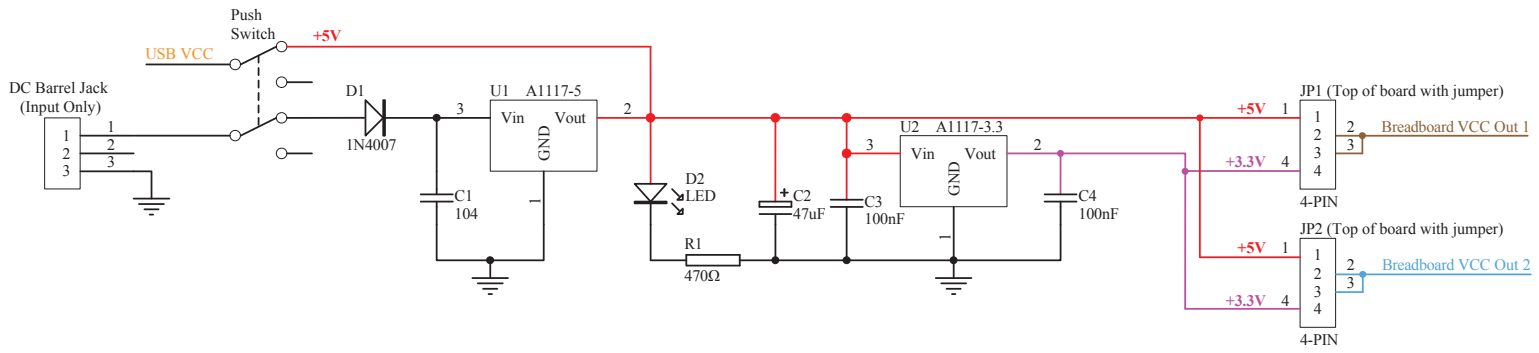 Push
Switch
+5V
USB VCC
DC Barrel Jack
(Input Only)
1
2
3
1
2
3
D1
1N4007
C1
104
3
U1 A1117-5
Vin Vout
GND
2
1
D2
LED
R1
470Ω
+
C2
47uF
C3
100nF
3
U2 A1117-3.3
Vin Vout
GND
2
1
C4
100nF
JP1 (Top of board with jumper)
+5V 1
+3.3V 4
1
2
3
4
2
3
Breadboard VCC Out 1
4-PIN
JP2 (Top of board with jumper)
+5V 1
+3.3V 4
1
2
3
4
2
3
Breadboard VCC Out 2
4-PIN